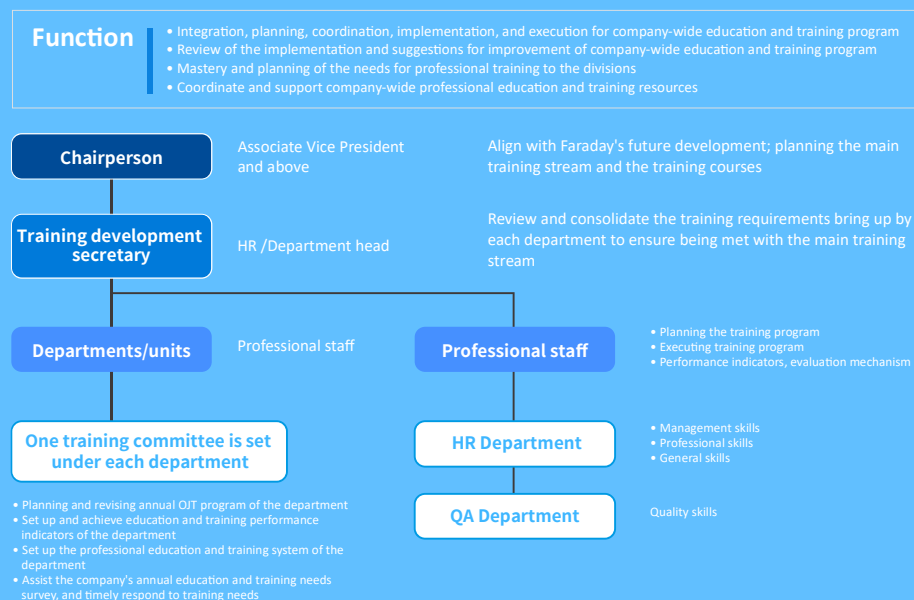 Function
• Integration, planning, coordination, implementation, and execution for company-wide education and training program
• Review of the implementation and suggestions for improvement of company-wide education and training program
• Mastery and planning of the needs for professional training to the divisions
• Coordinate and support company-wide professional education and training resources
Chairperson
Associate Vice President
and above
Align with Faraday's future development; planning the main
training stream and the training courses
Training development
secretary
HR /Department head
Review and consolidate the training requirements bring up by
each department to ensure being met with the main training
stream
Departments/units
Professional staff
Professional staff
• Planning the training program
• Executing training program
• Performance indicators, evaluation mechanism
One training committee is set
under each department
HR Department
• Management skills
• Professional skills
• General skills
QA Department
Quality skills
• Planning and revising annual OJT program of the department
• Set up and achieve education and training performance
indicators of the department
• Set up the professional education and training system of the
department
• Assist the company's annual education and training needs
survey, and timely respond to training needs